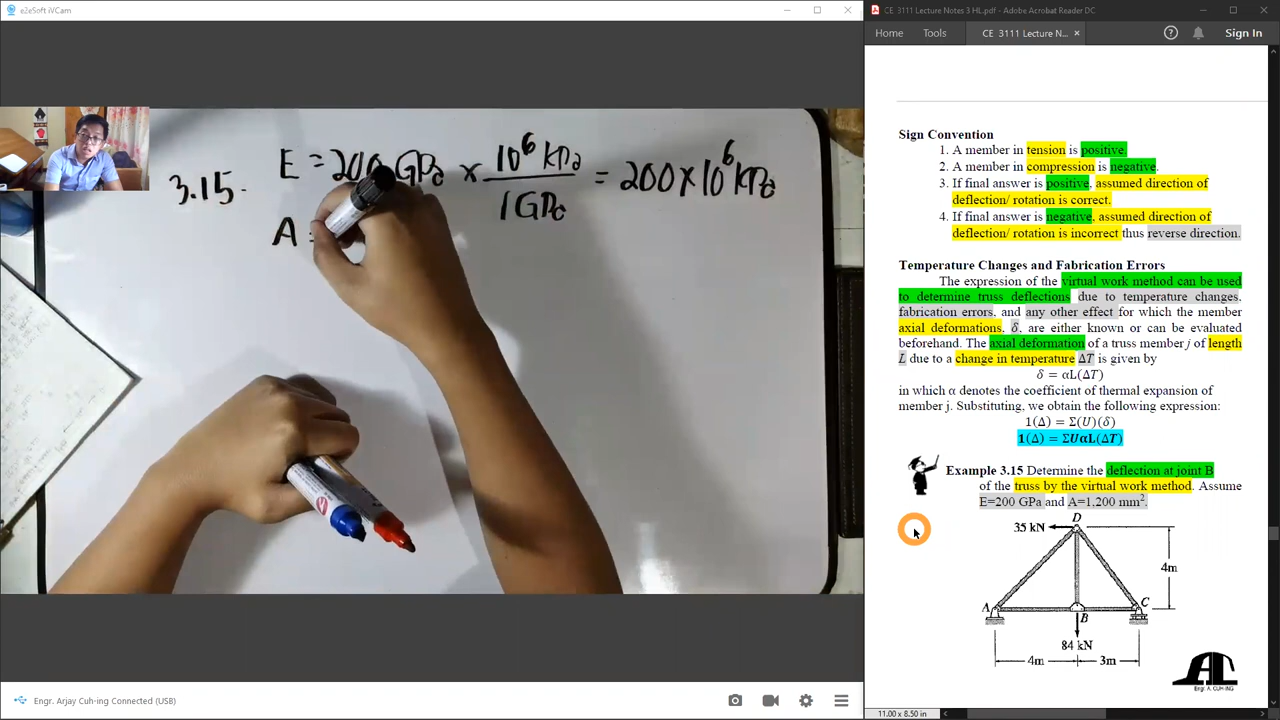 e2eSoft iVCam
CE 3111 Lecture Notes 3 HL.pdf - Adobe Acrobat Reader DC
Home Tools CE 3111 Lecture N... × Sign In
3.15.
E = 200 GPa × 10⁶ kPa / 1 GPa = 200 × 10⁶ kPa
A =
Sign Convention
1. A member in tension is positive.
2. A member in compression is negative.
3. If final answer is positive, assumed direction of
deflection/ rotation is correct.
4. If final answer is negative, assumed direction of
deflection/ rotation is incorrect thus reverse direction.
Temperature Changes and Fabrication Errors
The expression of the virtual work method can be used
to determine truss deflections due to temperature changes,
fabrication errors, and any other effect for which the member
axial deformations, δ, are either known or can be evaluated
beforehand. The axial deformation of a truss member j of length
L due to a change in temperature ΔT is given by
δ = αL(ΔT)
in which α denotes the coefficient of thermal expansion of
member j. Substituting, we obtain the following expression:
1(Δ) = Σ(U)(δ)
1(Δ) = ΣUαL(ΔT)
Example 3.15 Determine the deflection at joint B
of the truss by the virtual work method. Assume
E=200 GPa and A=1,200 mm².
35 kN D
4m
A B C
84 kN
4m 3m
AC
Engr. A. CUH-ING
Engr. Arjay Cuh-ing Connected (USB)
11.00 x 8.50 in